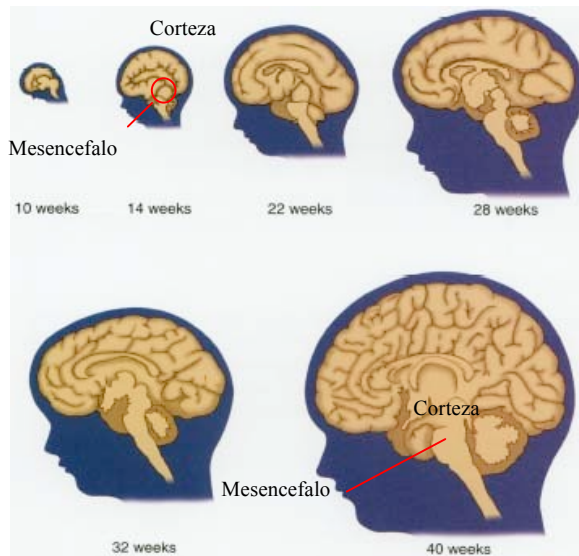 Corteza
Mesencefalo
10 weeks
14 weeks
22 weeks
28 weeks
Corteza
Mesencefalo
32 weeks
40 weeks